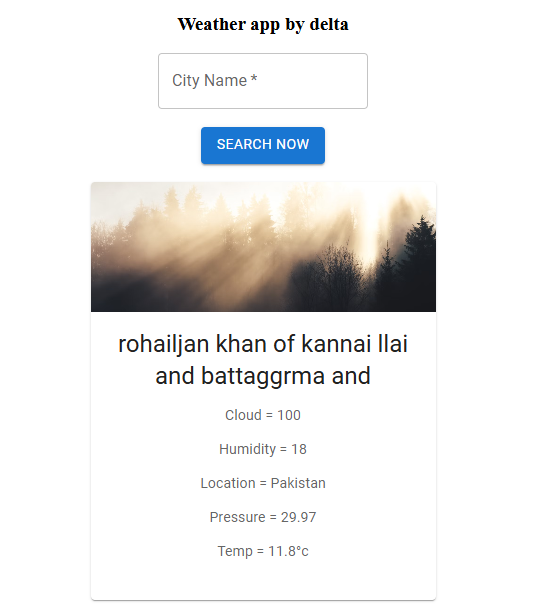 Weather app by delta
City Name *
SEARCH NOW
rohailjan khan of kannai llai
and battaggrma and
Cloud = 100
Humidity = 18
Location = Pakistan
Pressure = 29.97
Temp = 11.8°c